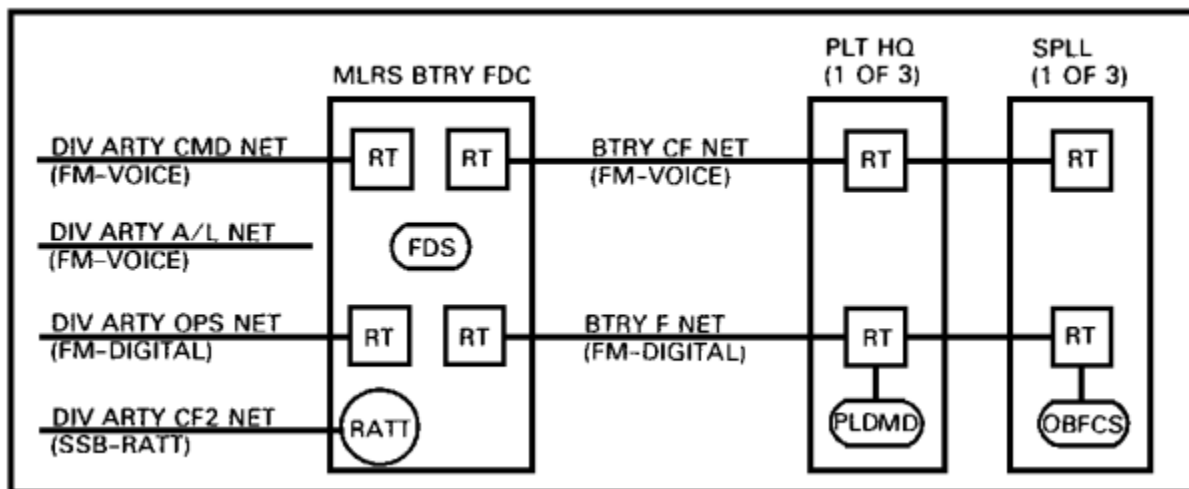 PLT HQ
(1 OF 3)
SPLL
(1 OF 3)
MLRS BTRY FDC
DIV ARTY CMD NET
(FM-VOICE)
RT
RT
BTRY CF NET
(FM-VOICE)
RT
RT
DIV ARTY A/L NET
(FM-VOICE)
FDS
DIV ARTY OPS NET
(FM-DIGITAL)
RT
RT
BTRY F NET
(FM-DIGITAL)
RT
RT
DIV ARTY CF2 NET
(SSB-RATT)
RATT
PLDMD
OBFCS